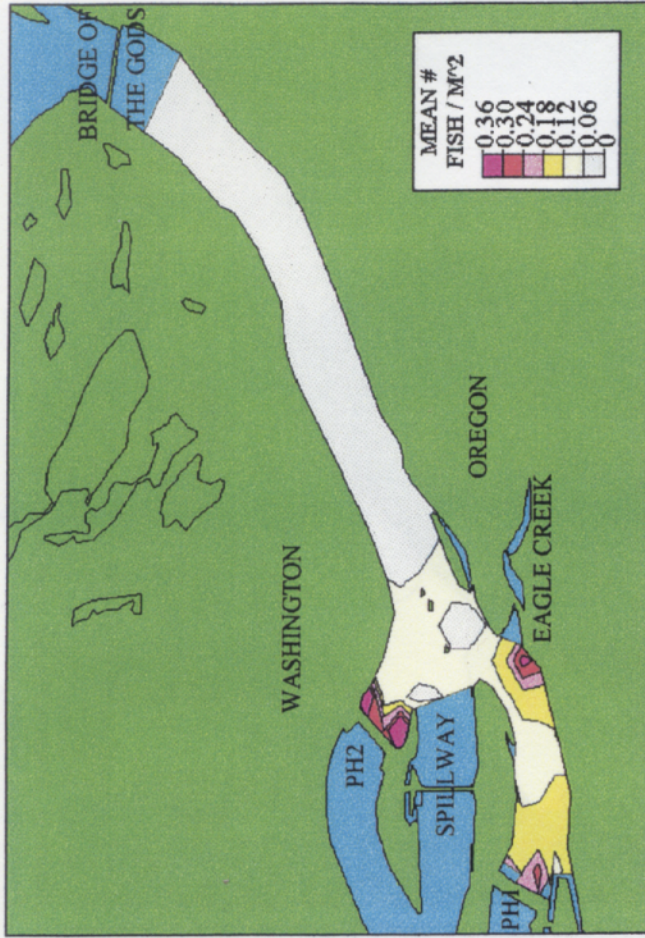 BRIDGE OF
THE GODS
MEAN #
FISH / M^2
0.36
0.30
0.24
0.18
0.12
0.06
0
WASHINGTON
OREGON
EAGLE CREEK
PH2
SPILLWAY
PH1